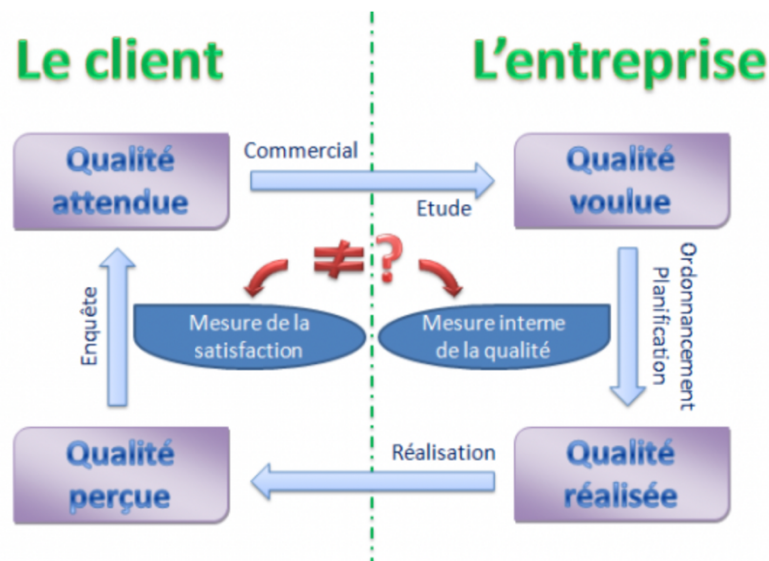 Le client
L'entreprise
Qualité
attendue
Commercial
Etude
Qualité
voulue
≠?
Enquête
Mesure de la
satisfaction
Mesure interne
de la qualité
Ordonnancement
Planification
Qualité
perçue
Réalisation
Qualité
réalisée